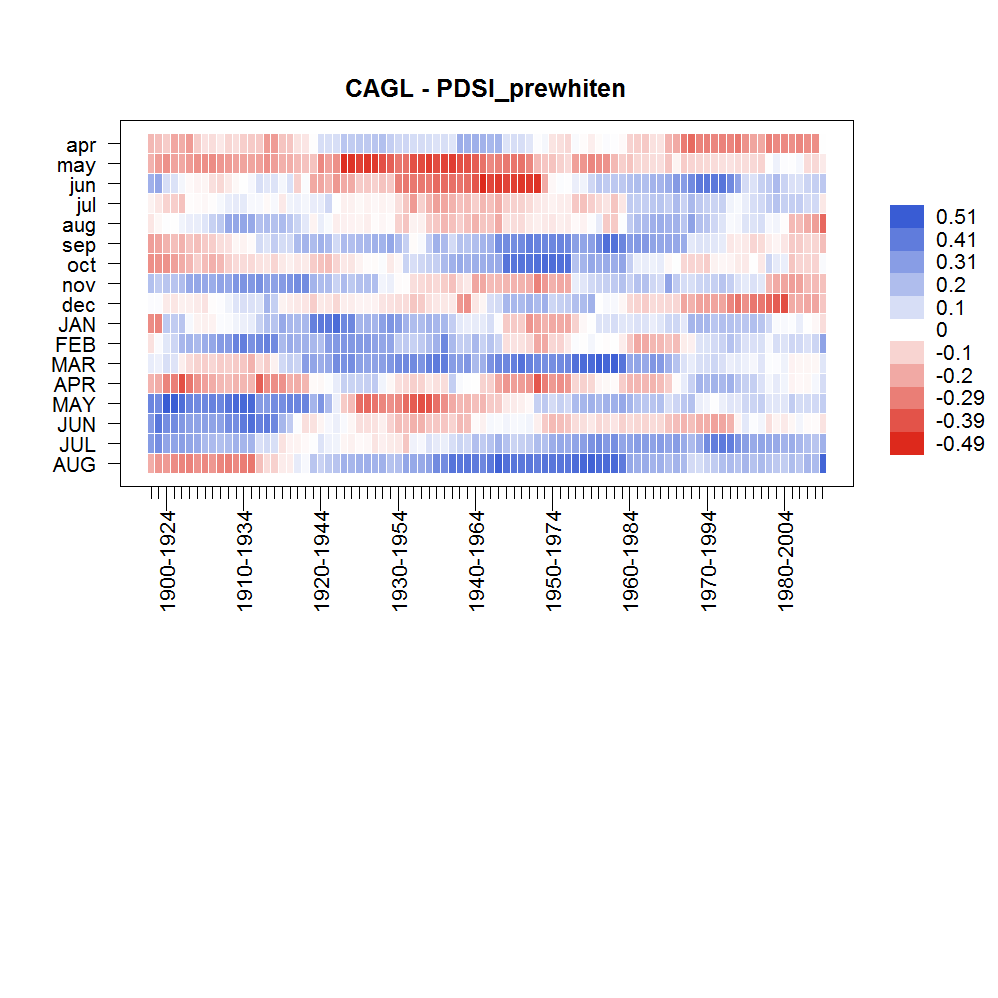 CAGL - PDSI_prewhiten
apr
may
jun
jul
aug
sep
oct
nov
dec
JAN
FEB
MAR
APR
MAY
JUN
JUL
AUG
1900-1924
1910-1934
1920-1944
1930-1954
1940-1964
1950-1974
1960-1984
1970-1994
1980-2004
0.51
0.41
0.31
0.2
0.1
0
-0.1
-0.2
-0.29
-0.39
-0.49